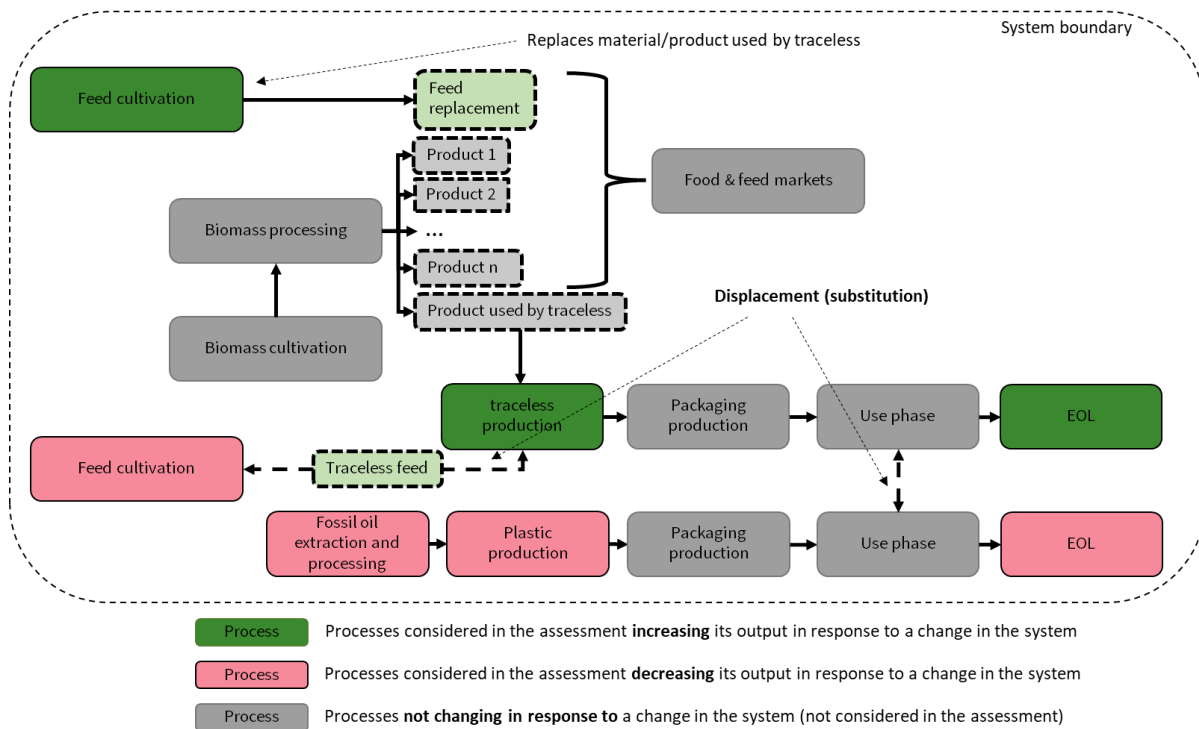 System boundary
Replaces material/product used by traceless
Feed cultivation
Feed
replacement
Product 1
Product 2
...
Product n
Product used by traceless
Food & feed markets
Biomass processing
Biomass cultivation
Displacement (substitution)
traceless
production
Packaging
production
Use phase
EOL
Feed cultivation
Traceless feed
Fossil oil
extraction and
processing
Plastic
production
Packaging
production
Use phase
EOL
Process
Processes considered in the assessment increasing its output in response to a change in the system
Process
Processes considered in the assessment decreasing its output in response to a change in the system
Process
Processes not changing in response to a change in the system (not considered in the assessment)